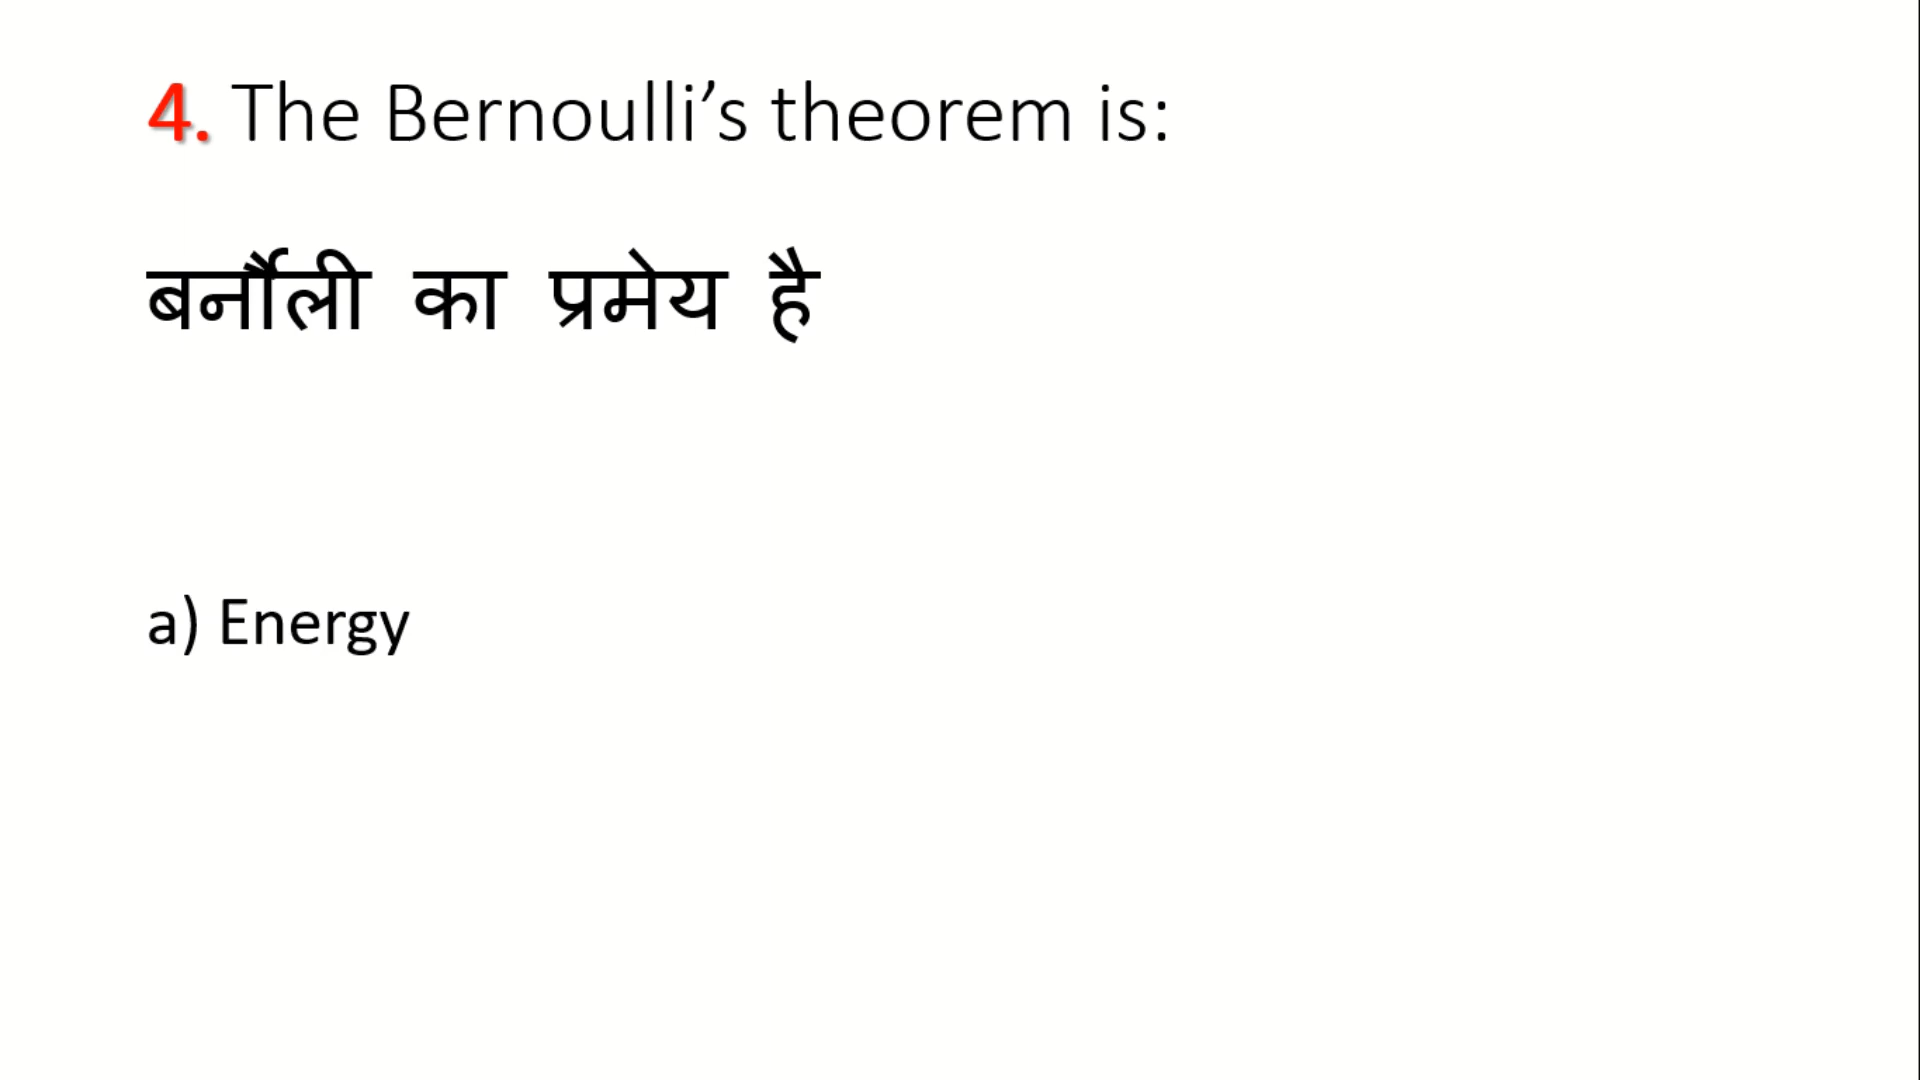 4. The Bernoulli’s theorem is:
बर्नौली का प्रमेय है
a) Energy